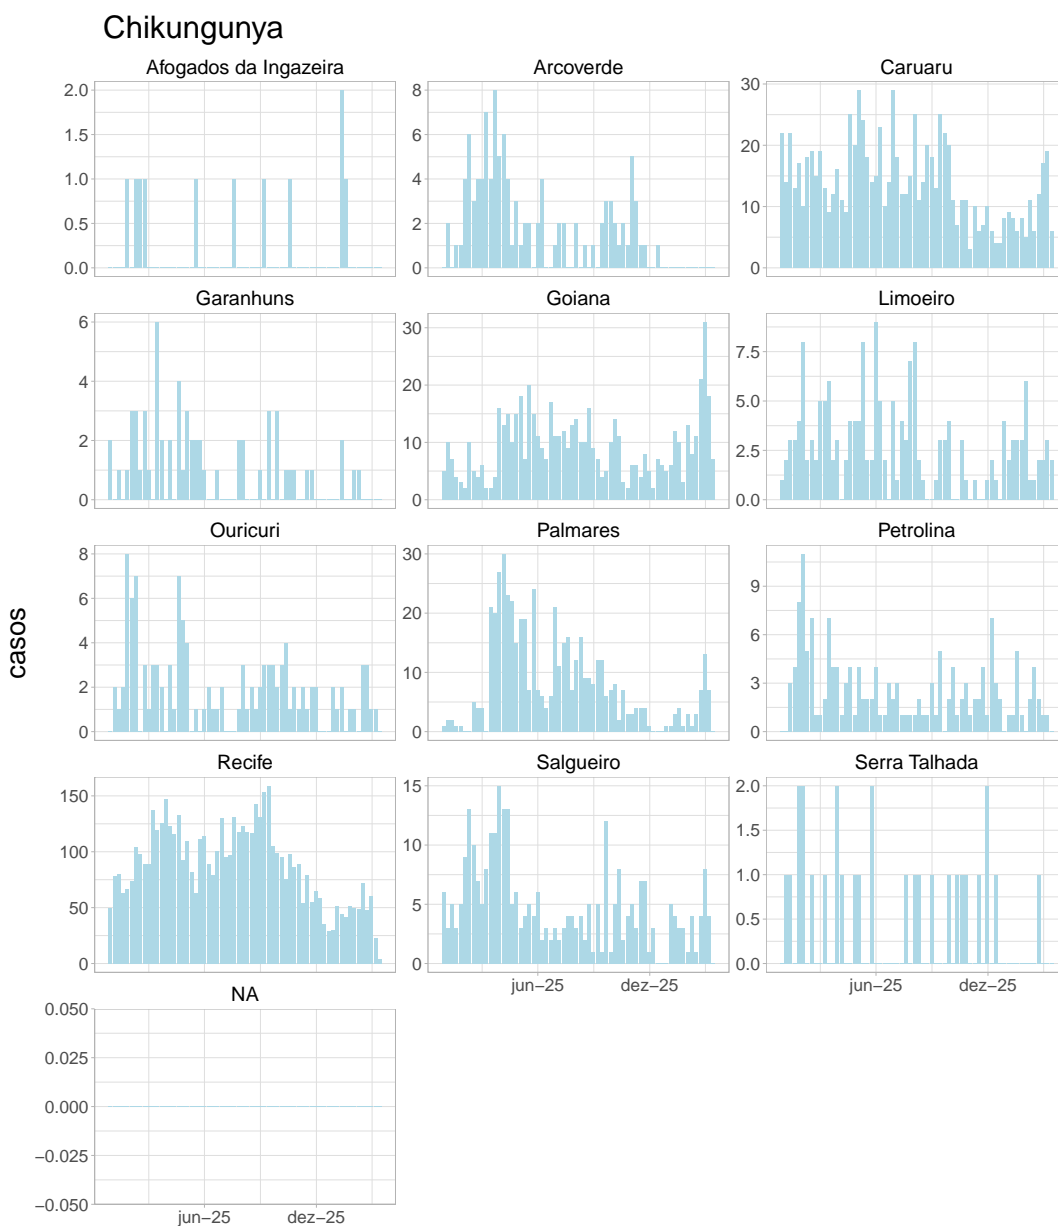 Chikungunya
Afogados da Ingazeira
Arcoverde
Caruaru
2.0
1.5
1.0
0.5
0.0
8
6
4
2
0
30
20
10
0
Garanhuns
Goiana
Limoeiro
6
4
2
0
30
20
10
0
7.5
5.0
2.5
0.0
Ouricuri
Palmares
Petrolina
8
6
4
2
0
30
20
10
0
9
6
3
0
casos
Recife
Salgueiro
Serra Talhada
150
100
50
0
15
10
5
0
2.0
1.5
1.0
0.5
0.0
jun−25
dez−25
jun−25
dez−25
NA
0.050
0.025
0.000
−0.025
−0.050
jun−25
dez−25